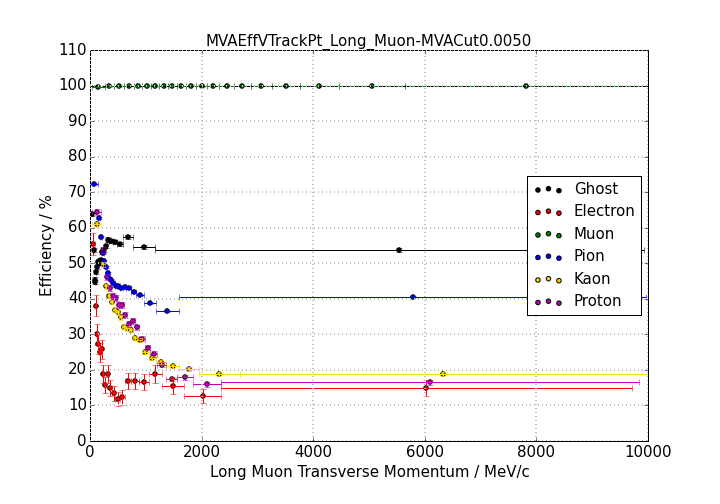 MVAEffVTrackPt_Long_Muon-MVACut0.0050
110
100
90
80
70
60
50
40
30
20
10
0
Efficiency / %
Ghost
Electron
Muon
Pion
Kaon
Proton
0 2000 4000 6000 8000 10000
Long Muon Transverse Momentum / MeV/c